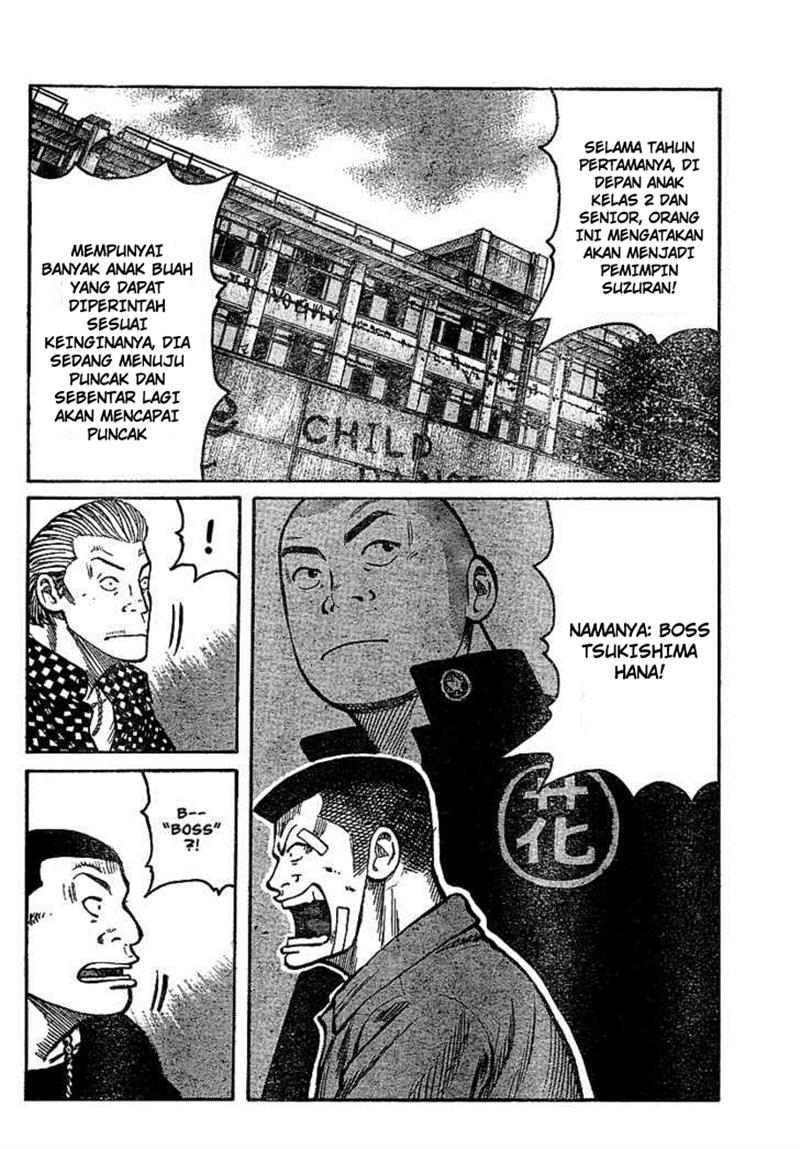 SELAMA TAHUN
PERTAMANYA, DI
DEPAN ANAK
KELAS 2 DAN
SENIOR, ORANG
INI MENGATAKAN
AKAN MENJADI
PEMIMPIN
SUZURAN!
MEMPUNYAI
BANYAK ANAK BUAH
YANG DAPAT
DIPERINTAH
SESUAI
KEINGINANYA, DIA
SEDANG MENUJU
PUNCAK DAN
SEBENTAR LAGI
AKAN MENCAPAI
PUNCAK
CHILD
NAMANYA: BOSS
TSUKISHIMA
HANA!
花
!
B--
"BOSS"
?!